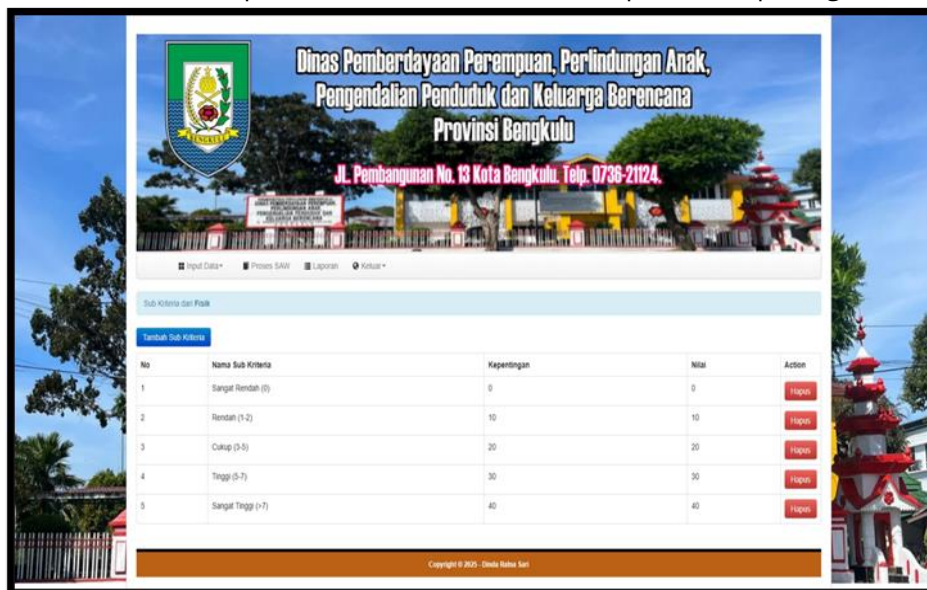 Dinas Pemberdayaan Perempuan, Perlindungan Anak,
Pengendalian Penduduk dan Keluarga Berencana
Provinsi Bengkulu
JL. Pembangunan No. 13 Kota Bengkulu. Telp. 0736-21124.
BENGKULU
Input Data Proses SAW Laporan Keluar
Sub Kriteria dari Fisik
Tambah Sub Kriteria
No Nama Sub Kriteria Kepentingan Nilai Action
1 Sangat Rendah (0) 0 0 Hapus
2 Rendah (1-2) 10 10 Hapus
3 Cukup (3-5) 20 20 Hapus
4 Tinggi (5-7) 30 30 Hapus
5 Sangat Tinggi (>7) 40 40 Hapus
Copyright © 2025 - Dinda Ratna Sari